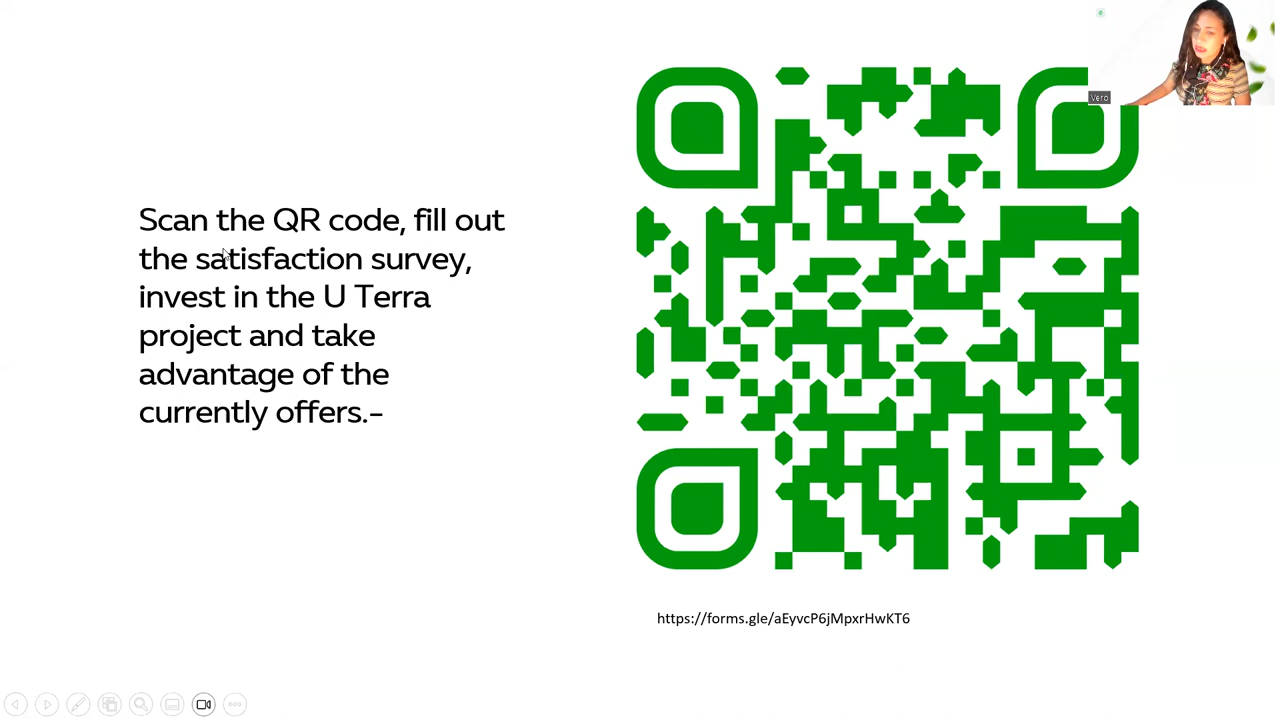 Vero
Scan the QR code, fill out
the satisfaction survey,
invest in the U Terra
project and take
advantage of the
currently offers.-
https://forms.gle/aEyvcP6jMpxrHwKT6